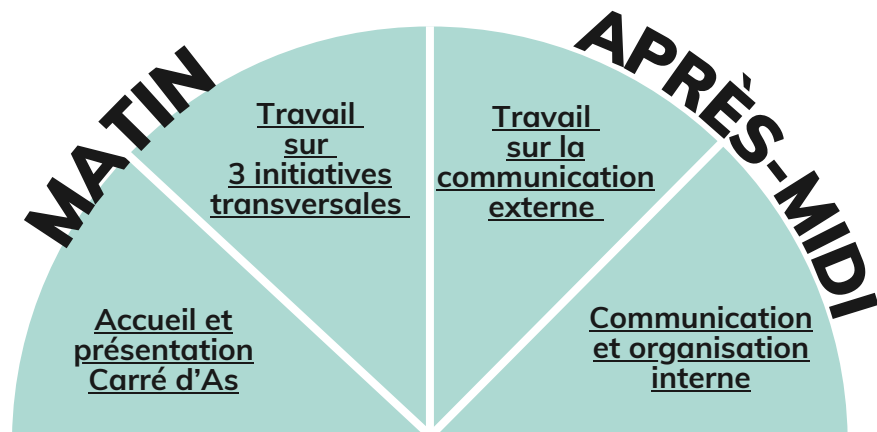 MATIN
Accueil et
présentation
Carré d'As
Travail
sur
3 initiatives
transversales
APRÈS-MIDI
Travail
sur la
communication
externe
Communication
et organisation
interne